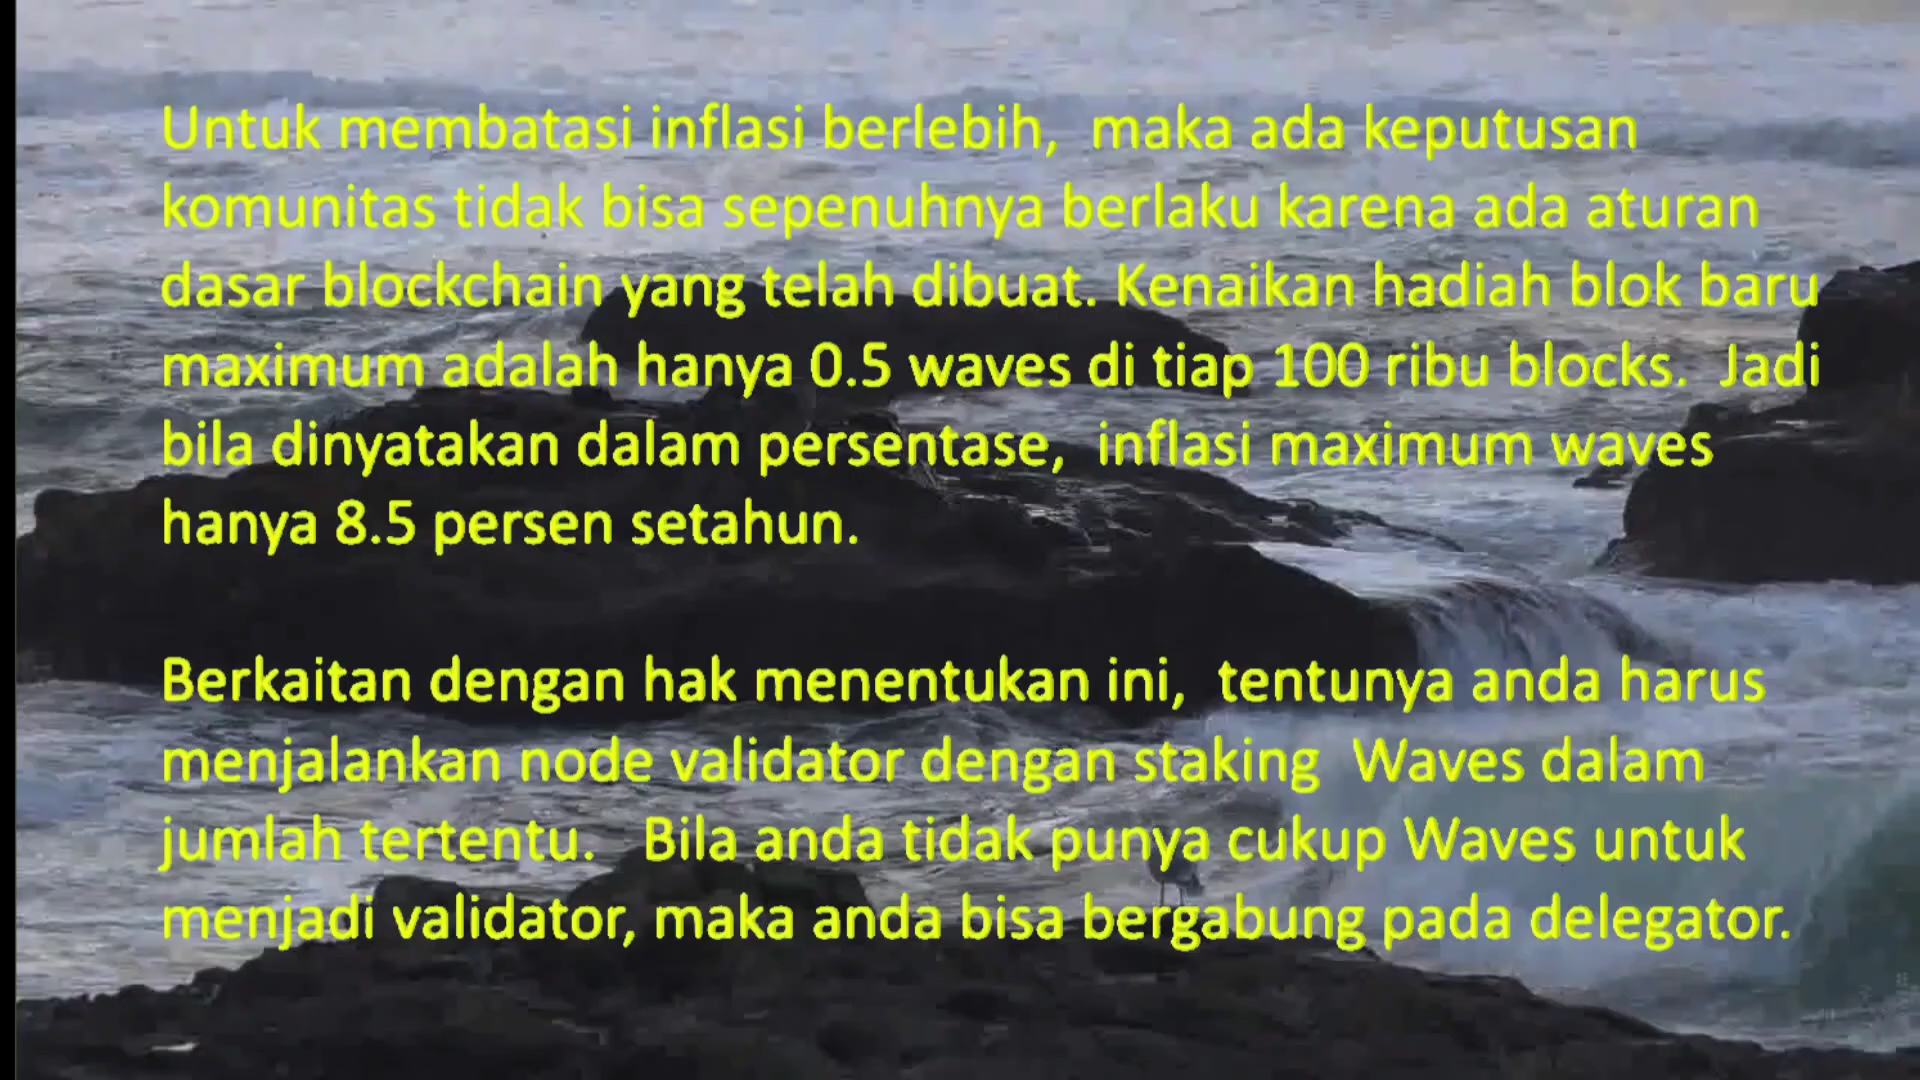 Untuk membatasi inflasi berlebih, maka ada keputusan
komunitas tidak bisa sepenuhnya berlaku karena ada aturan
dasar blockchain yang telah dibuat. Kenaikan hadiah blok baru
maximum adalah hanya 0.5 waves di tiap 100 ribu blocks. Jadi
bila dinyatakan dalam persentase, inflasi maximum waves
hanya 8.5 persen setahun.
Berkaitan dengan hak menentukan ini, tentunya anda harus
menjalankan node validator dengan staking Waves dalam
jumlah tertentu. Bila anda tidak punya cukup Waves untuk
menjadi validator, maka anda bisa bergabung pada delegator.